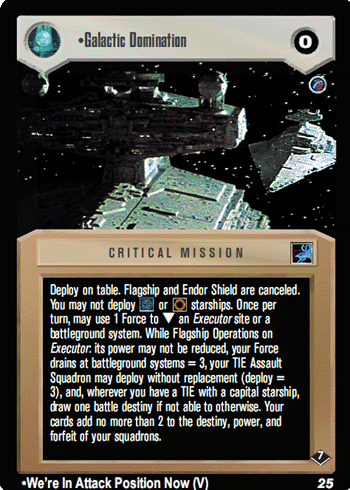 •Galactic Domination
0
CRITICAL MISSION
Deploy on table. Flagship and Endor Shield are canceled.
You may not deploy or starships. Once per
turn, may use 1 Force to ▼ an Executor site or a
battleground system. While Flagship Operations on
Executor: its power may not be reduced, your Force
drains at battleground systems = 3, your TIE Assault
Squadron may deploy without replacement (deploy =
3), and, wherever you have a TIE with a capital starship,
draw one battle destiny if not able to otherwise. Your
cards add no more than 2 to the destiny, power, and
forfeit of your squadrons.
7
•We're In Attack Position Now (V)
25